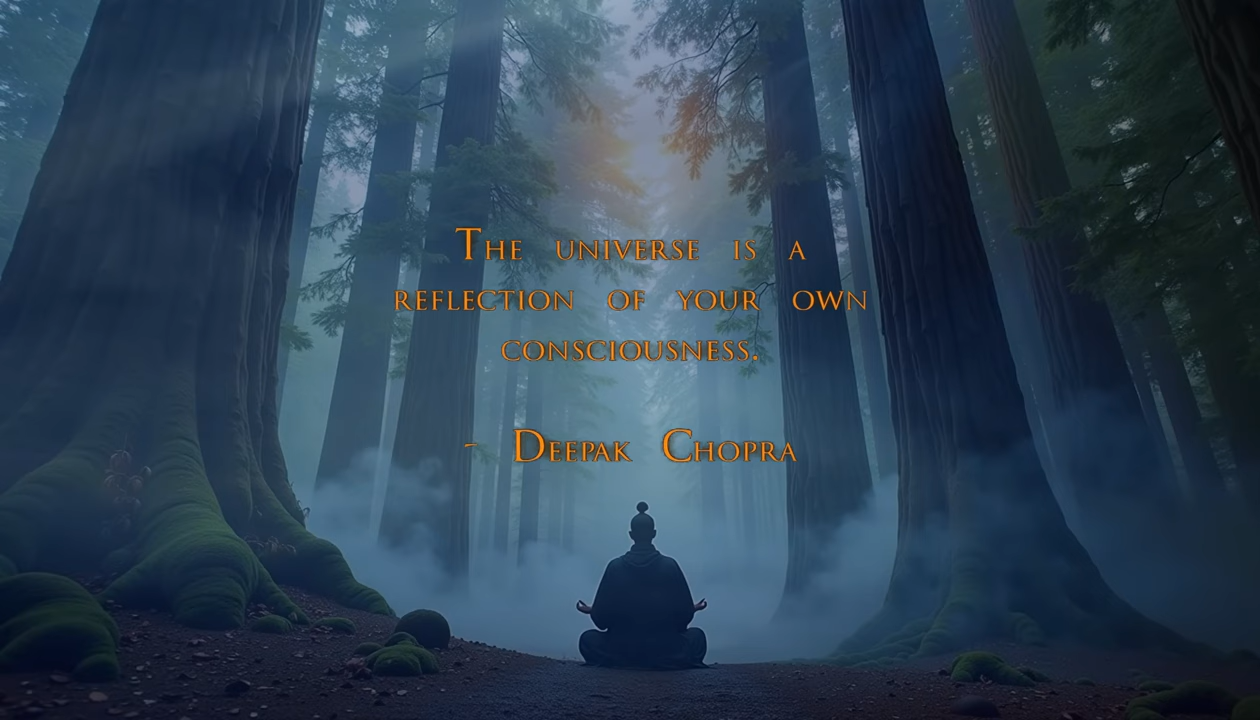 The universe is a
reflection of your own
consciousness.
- Deepak Chopra